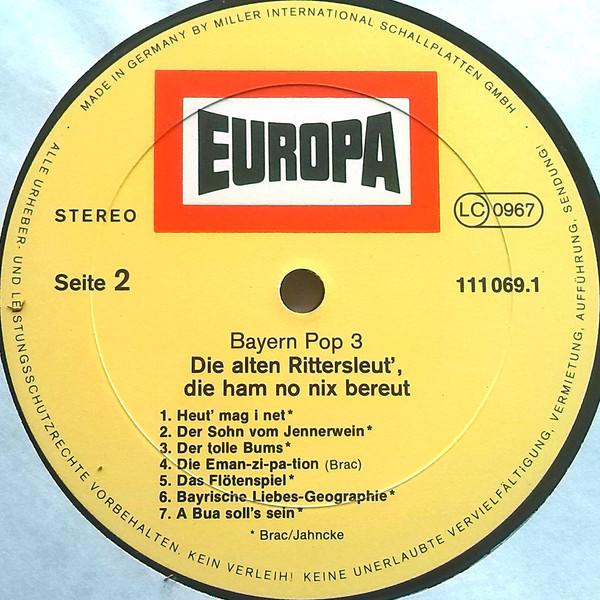 MADE IN GERMANY BY MILLER INTERNATIONAL SCHALLPLATTEN GMBH
EUROPA
STEREO
LC 0967
Seite 2
111 069.1
Bayern Pop 3
Die alten Rittersleut',
die ham no nix bereut
1. Heut' mag i net*
2. Der Sohn vom Jennerwein*
3. Der tolle Bums*
4. Die Eman-zi-pa-tion (Brac)
5. Das Flötenspiel*
6. Bayrische Liebes-Geographie*
7. A Bua soll's sein*
* Brac/Jahncke
ALLE URHEBER- UND LEISTUNGSSCHUTZRECHTE VORBEHALTEN. KEIN VERLEIH! KEINE UNERLAUBTE VERVIELFÄLTIGUNG, VERMIETUNG, AUFFÜHRUNG, SENDUNG!